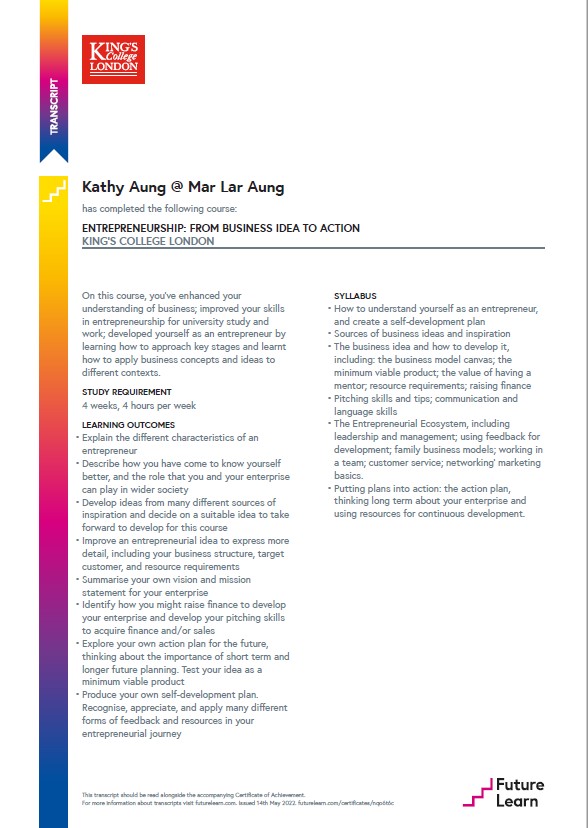 TRANSCRIPT
KING'S
College
LONDON
Kathy Aung @ Mar Lar Aung
has completed the following course:
ENTREPRENEURSHIP: FROM BUSINESS IDEA TO ACTION
KING'S COLLEGE LONDON
On this course, you've enhanced your
understanding of business; improved your skills
in entrepreneurship for university study and
work; developed yourself as an entrepreneur by
learning how to approach key stages and learnt
how to apply business concepts and ideas to
different contexts.
STUDY REQUIREMENT
4 weeks, 4 hours per week
LEARNING OUTCOMES
• Explain the different characteristics of an
entrepreneur
• Describe how you have come to know yourself
better, and the role that you and your enterprise
can play in wider society
• Develop ideas from many different sources of
inspiration and decide on a suitable idea to take
forward to develop for this course
• Improve an entrepreneurial idea to express more
detail, including your business structure, target
customer, and resource requirements
• Summarise your own vision and mission
statement for your enterprise
• Identify how you might raise finance to develop
your enterprise and develop your pitching skills
to acquire finance and/or sales
• Explore your own action plan for the future,
thinking about the importance of short term and
longer future planning. Test your idea as a
minimum viable product
• Produce your own self-development plan.
Recognise, appreciate, and apply many different
forms of feedback and resources in your
entrepreneurial journey
SYLLABUS
• How to understand yourself as an entrepreneur,
and create a self-development plan
• Sources of business ideas and inspiration
• The business idea and how to develop it,
including: the business model canvas; the
minimum viable product; the value of having a
mentor; resource requirements; raising finance
• Pitching skills and tips; communication and
language skills
• The Entrepreneurial Ecosystem, including
leadership and management; using feedback for
development; family business models; working in
a team; customer service; networking' marketing
basics.
• Putting plans into action: the action plan,
thinking long term about your enterprise and
using resources for continuous development.
This transcript should be read alongside the accompanying Certificate of Achievement.
For more information about transcripts visit futurelearn.com. Issued 14th May 2022. futurelearn.com/certificates/
Future
Learn